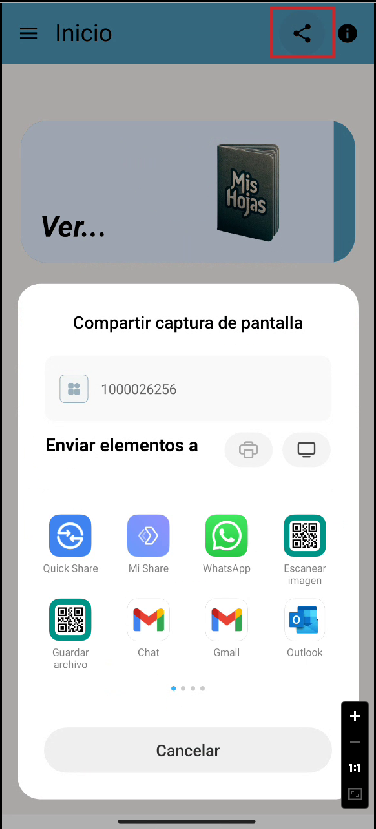 Inicio
Mis
Hojas
Ver...
Compartir captura de pantalla
1000026256
Enviar elementos a
Quick Share
Mi Share
WhatsApp
Escanear
imagen
Guardar
archivo
Chat
Gmail
Outlook
Cancelar
1:1